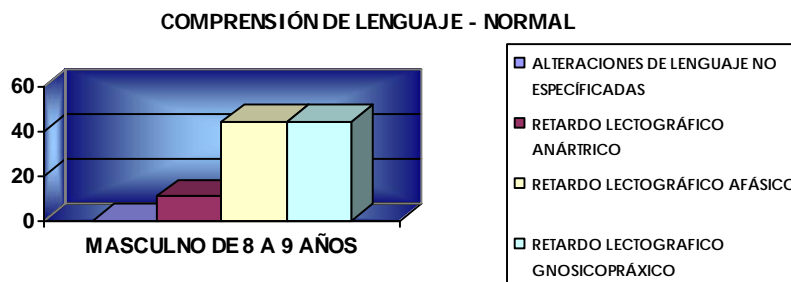 COMPRENSIÓN DE LENGUAJE - NORMAL
60
40
20
0
MASCULNO DE 8 A 9 AÑOS
ALTERACIONES DE LENGUAJE NO
ESPECÍFICADAS
RETARDO LECTOGRÁFICO
ANÁRTRICO
RETARDO LECTOGRÁFICO AFÁSICO
RETARDO LECTOGRAFICO
GNOSICOPRÁXICO